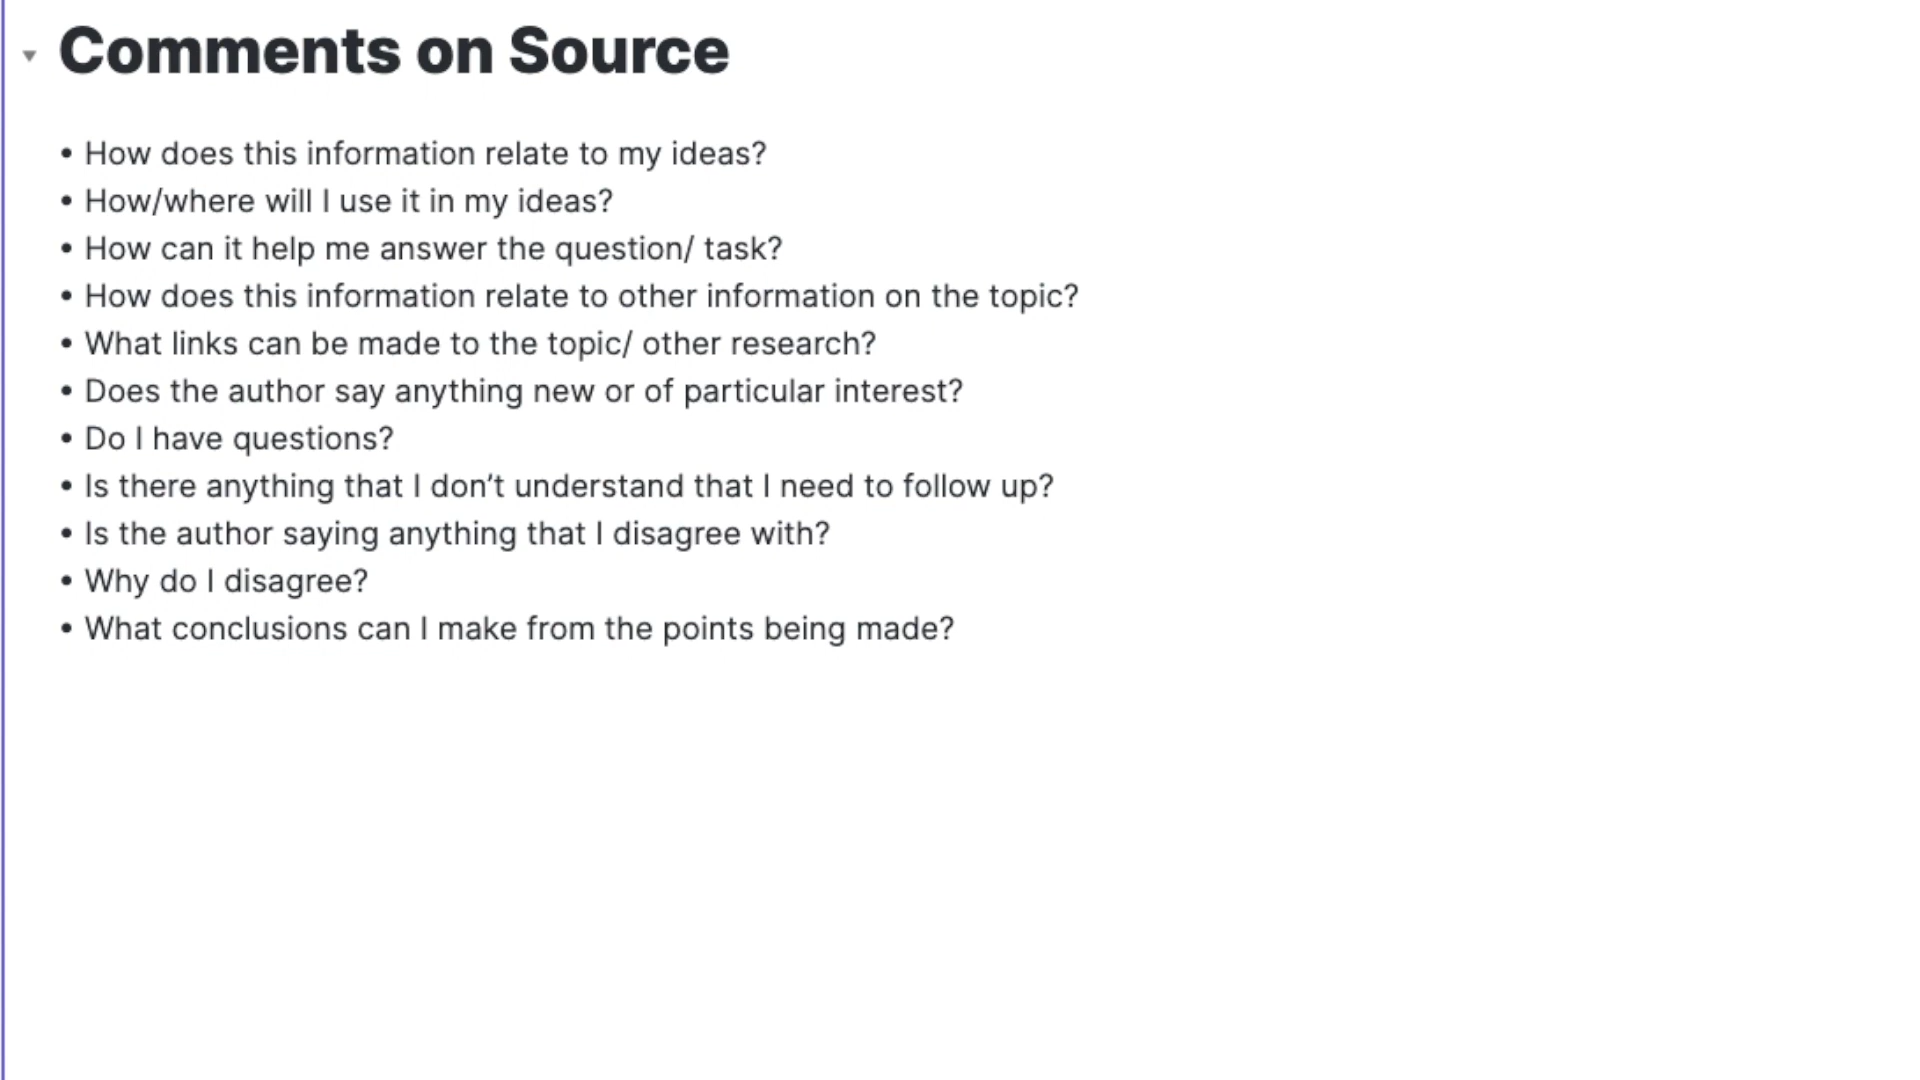 Comments on Source
• How does this information relate to my ideas?
• How/where will I use it in my ideas?
• How can it help me answer the question/ task?
• How does this information relate to other information on the topic?
• What links can be made to the topic/ other research?
• Does the author say anything new or of particular interest?
• Do I have questions?
• Is there anything that I don’t understand that I need to follow up?
• Is the author saying anything that I disagree with?
• Why do I disagree?
• What conclusions can I make from the points being made?